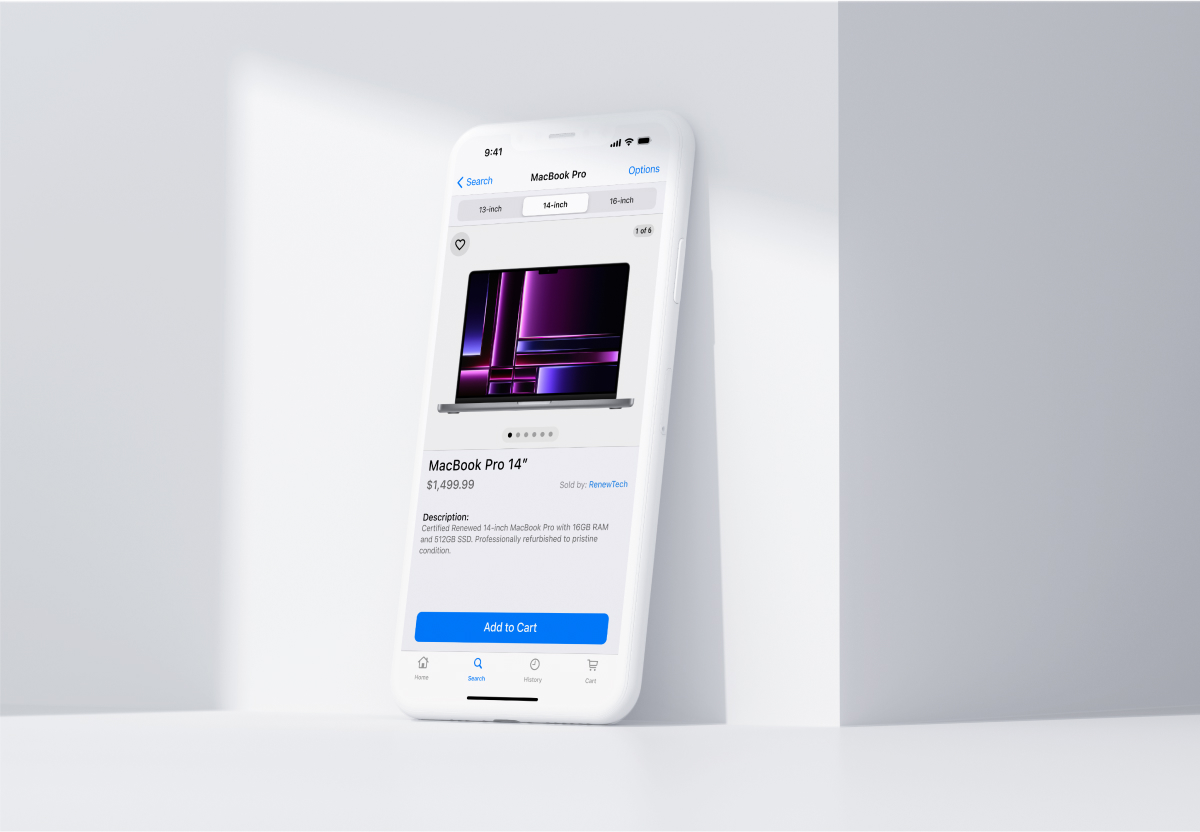 9:41
Search
MacBook Pro
Options
13-inch
14-inch
16-inch
1 of 6
MacBook Pro 14”
$1,499.99
Sold by: RenewTech
Description:
Certified Renewed 14-inch MacBook Pro with 16GB RAM
and 512GB SSD. Professionally refurbished to pristine
condition.
Add to Cart
Home
Search
History
Cart